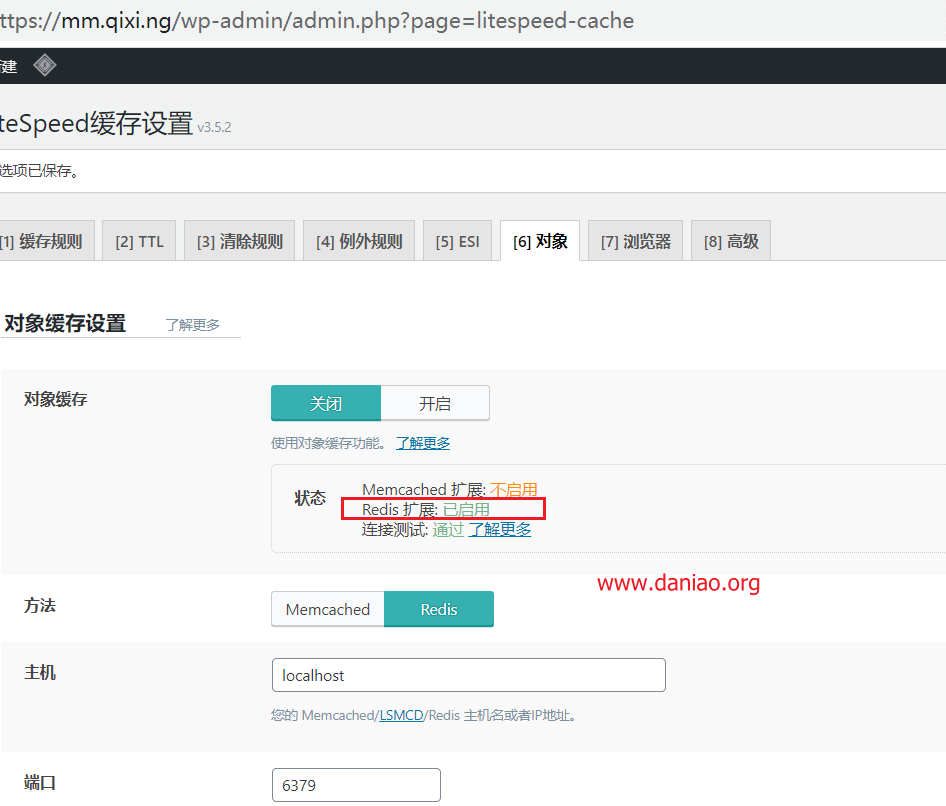 ttps://mm.qixi.ng/wp-admin/admin.php?page=litespeed-cache
建
teSpeed缓存设置 v3.5.2
选项已保存。
[1] 缓存规则 [2] TTL [3] 清除规则 [4] 例外规则 [5] ESI [6] 对象 [7] 浏览器 [8] 高级
对象缓存设置 了解更多
对象缓存 关闭 开启
使用对象缓存功能。 了解更多
状态 Memcached 扩展: 不启用
Redis 扩展: 已启用
连接测试: 通过 了解更多
www.daniao.org
方法 Memcached Redis
主机 localhost
您的 Memcached/LSMCD/Redis 主机名或者IP地址。
端口 6379